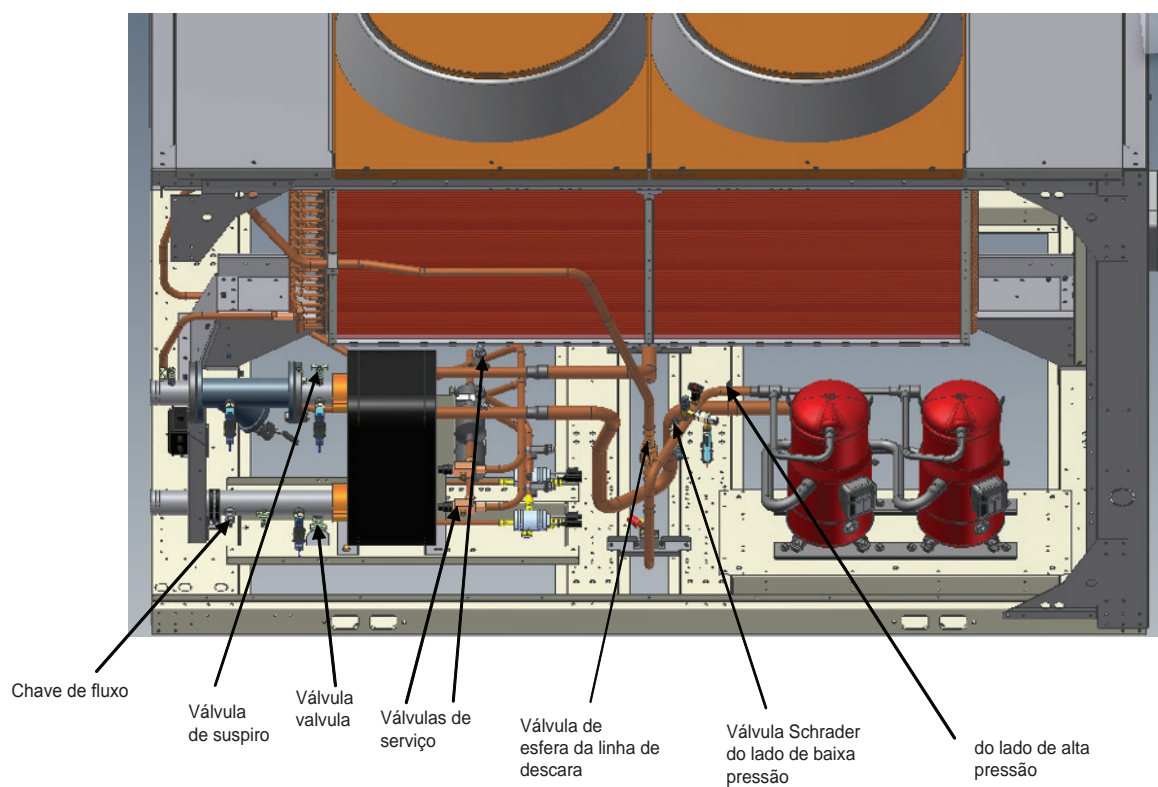 Chave de fluxo
Válvula
de suspiro
Válvula
valvula
Válvulas de
serviço
Válvula de
esfera da linha de
descara
Válvula Schrader
do lado de baixa
pressão
do lado de alta
pressão